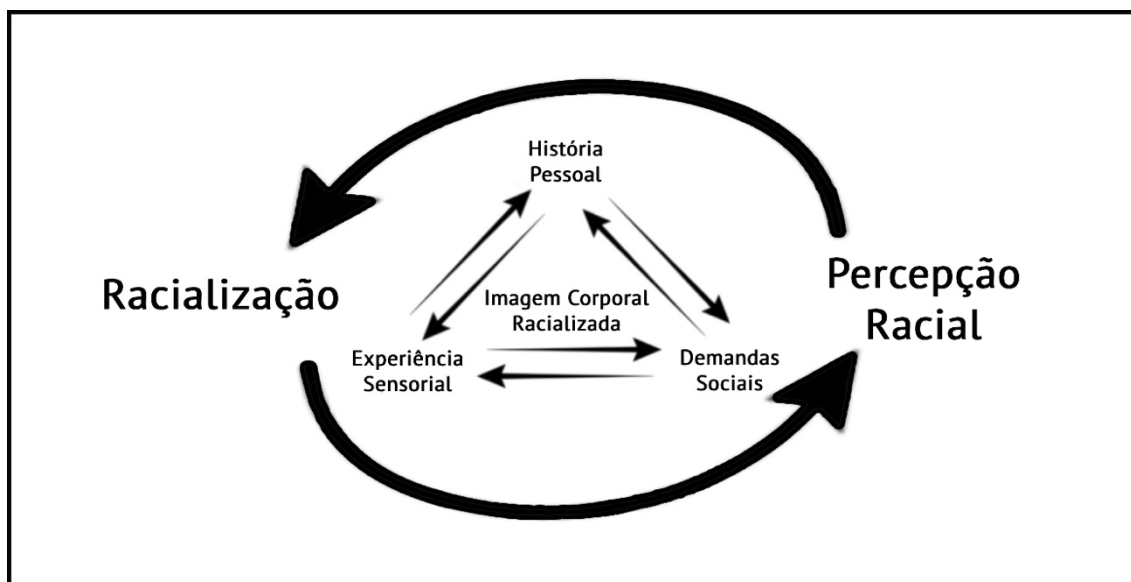 História
Pessoal
Racialização
Percepção
Racial
Imagem Corporal
Racializada
Experiência
Sensorial
Demandas
Sociais